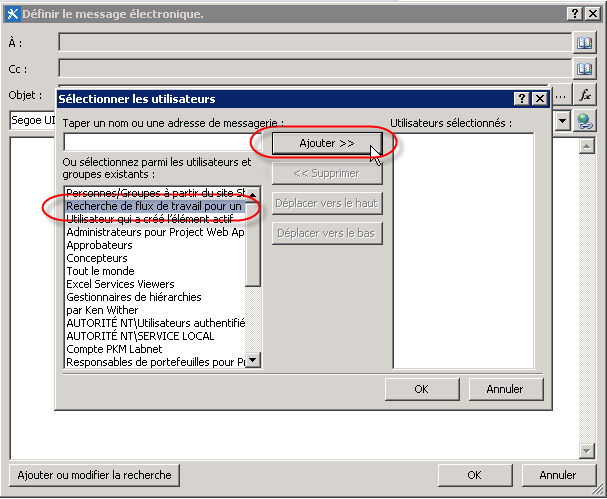 Définir le message électronique.
À :
Cc :
Objet :
... fx
Segoe UI
Sélectionner les utilisateurs
Taper un nom ou une adresse de messagerie :
Utilisateurs sélectionnés :
Ajouter >>
Ou sélectionnez parmi les utilisateurs et
groupes existants :
<< Supprimer
Personnes/Groupes à partir du site
Recherche de flux de travail pour un
Déplacer vers le haut
Utilisateur qui a créé l'élément actif
Administrateurs pour Project Web Ap
Déplacer vers le bas
Approbateurs
Concepteurs
Tout le monde
Excel Services Viewers
Gestionnaires de hiérarchies
par Ken Wither
AUTORITÉ NT\Utilisateurs authentifié
AUTORITÉ NT\SERVICE LOCAL
Compte PKM Labnet
Responsables de portefeuilles pour P
OK
Annuler
Ajouter ou modifier la recherche
OK
Annuler